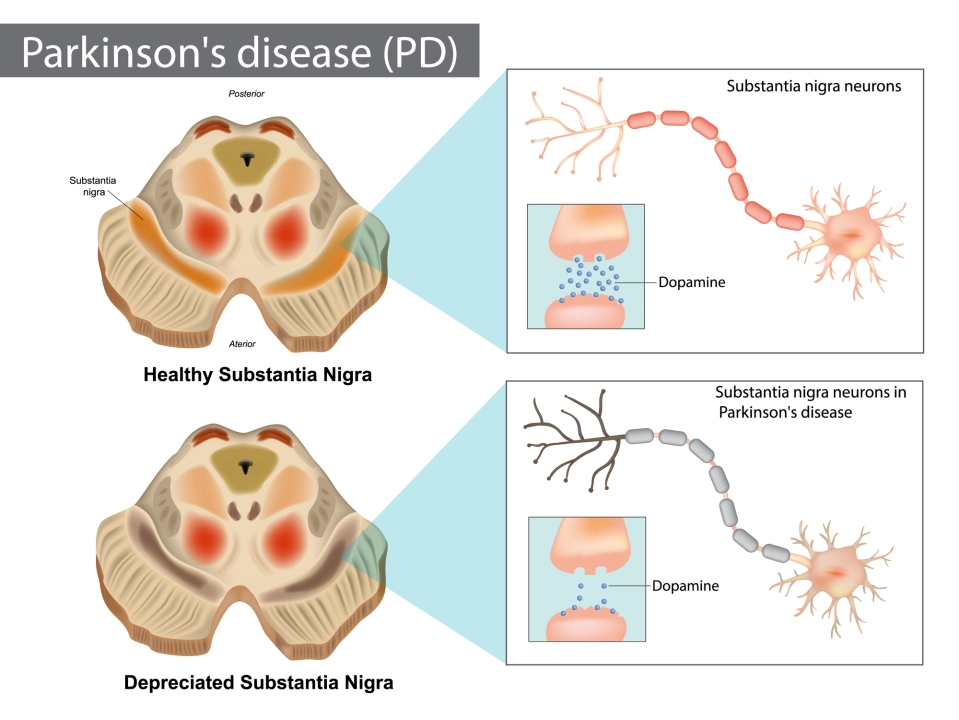 Parkinson's disease (PD)
Posterior
Substantia
nigra
Aterior
Healthy Substantia Nigra
Substantia nigra neurons
Dopamine
Depreciated Substantia Nigra
Substantia nigra neurons in
Parkinson's disease
Dopamine